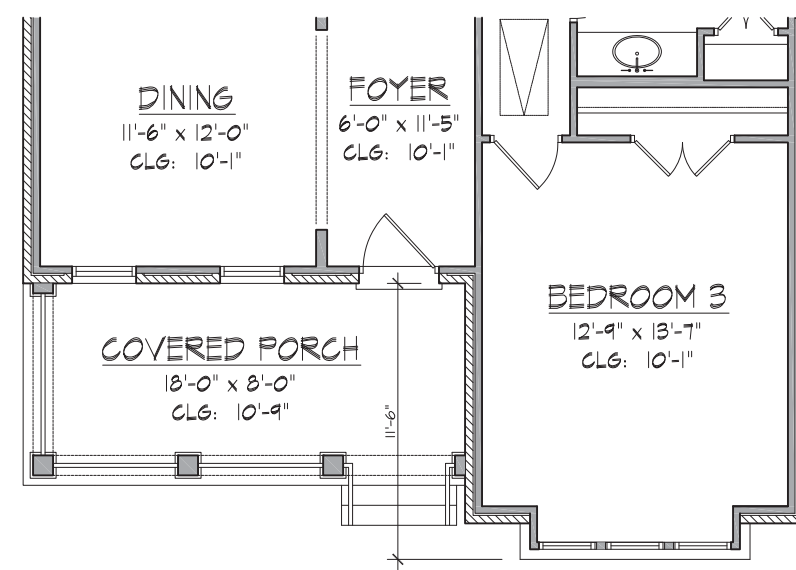 DINING
11'-6" x 12'-0"
CLG: 10'-1"
FOYER
6'-0" x 11'-5"
CLG: 10'-1"
BEDROOM 3
12'-9" x 13'-7"
CLG: 10'-1"
COVERED PORCH
18'-0" x 8'-0"
CLG: 10'-9"
11'-6"